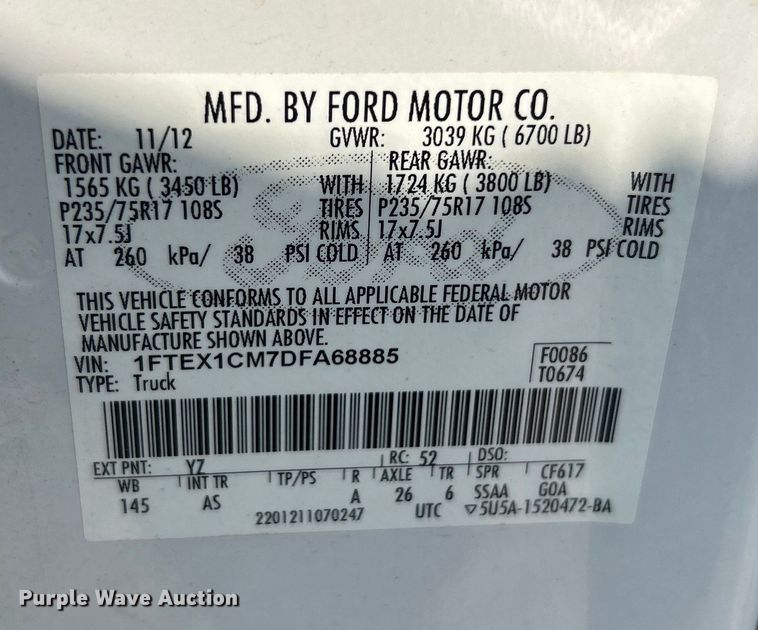 MFD. BY FORD MOTOR CO.
DATE: 11/12 GVWR: 3039 KG ( 6700 LB)
FRONT GAWR: REAR GAWR:
1565 KG ( 3450 LB) WITH 1724 KG ( 3800 LB) WITH
P235/75R17 108S TIRES P235/75R17 108S TIRES
17x7.5J RIMS 17x7.5J RIMS
AT 260 kPa/ 38 PSI COLD AT 260 kPa/ 38 PSI COLD
THIS VEHICLE CONFORMS TO ALL APPLICABLE FEDERAL MOTOR
VEHICLE SAFETY STANDARDS IN EFFECT ON THE DATE OF
MANUFACTURE SHOWN ABOVE.
VIN: 1FTEX1CM7DFA68885 F0086
TYPE: Truck T0674
EXT PNT: YZ RC: 52 DSO:
WB INT TR TP/PS R AXLE TR SPR CF617
145 AS A 26 6 SSAA GOA
2201211070247 UTC ▽5U5A-1520472-BA
Purple Wave Auction